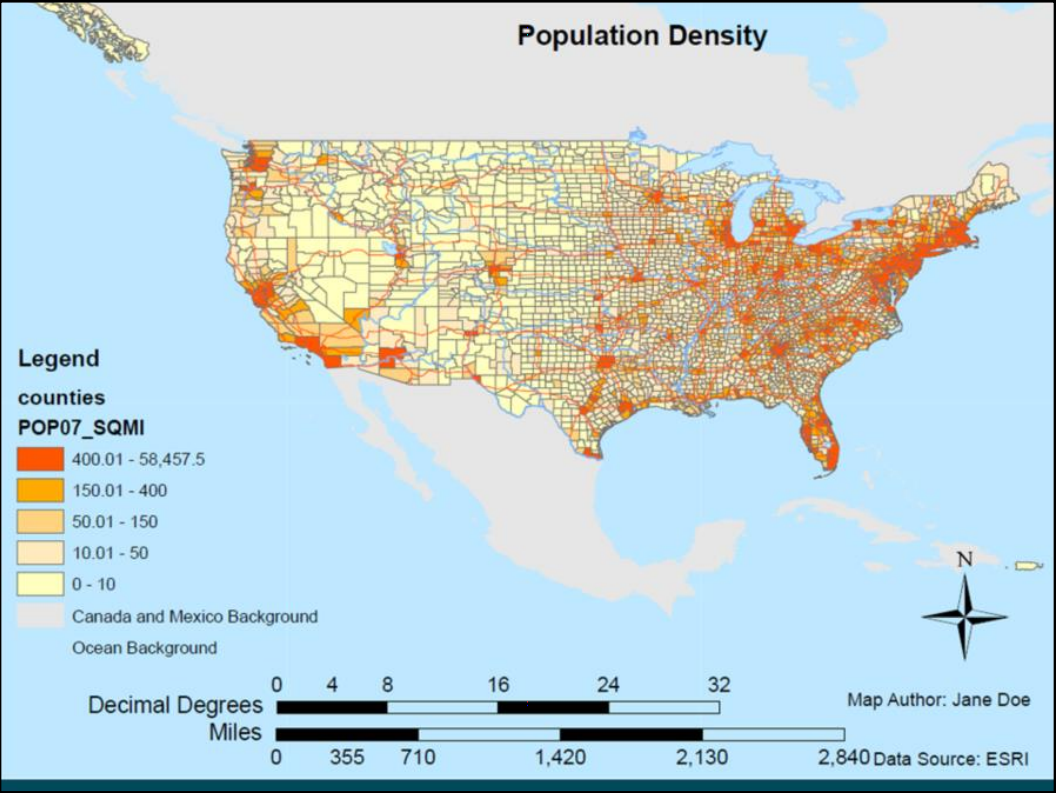 Population Density
Legend
counties
POP07_SQMI
400.01 - 58,457.5
150.01 - 400
50.01 - 150
10.01 - 50
0 - 10
Canada and Mexico Background
Ocean Background
N
0 4 8 16 24 32
Decimal Degrees
Miles
0 355 710 1,420 2,130 2,840
Map Author: Jane Doe
Data Source: ESRI